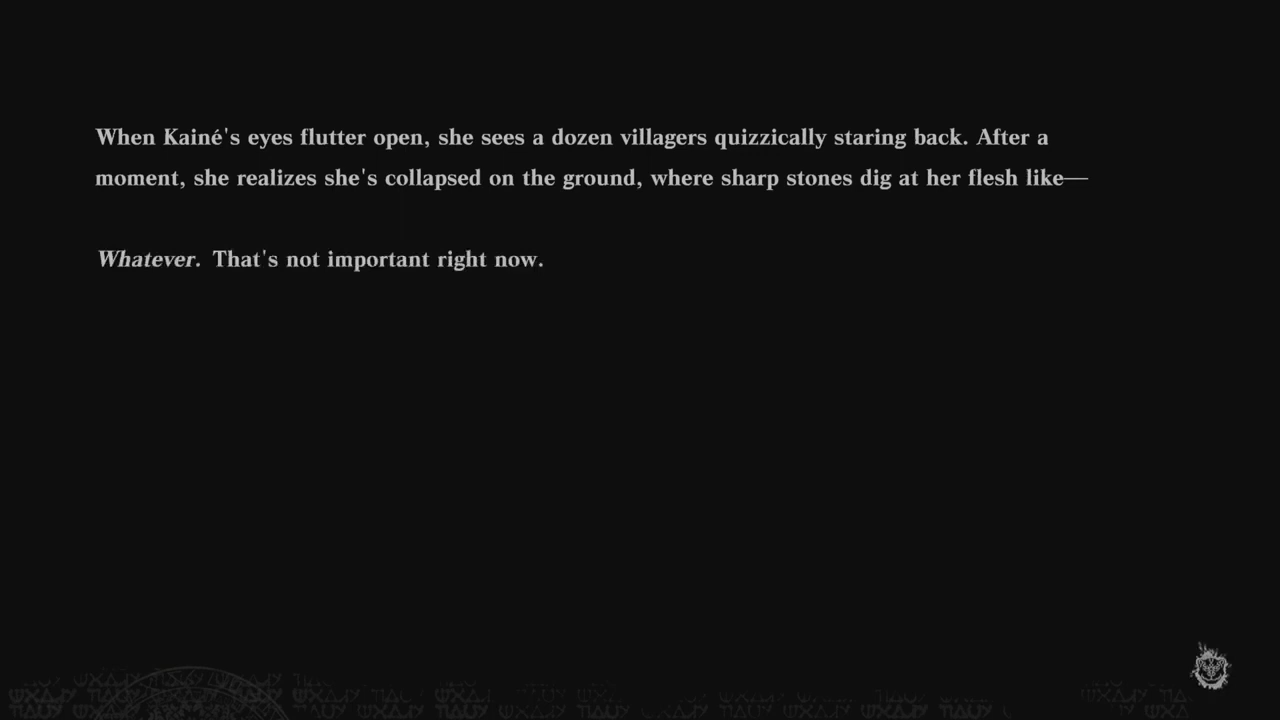 When Kainé's eyes flutter open, she sees a dozen villagers quizzically staring back. After a
moment, she realizes she's collapsed on the ground, where sharp stones dig at her flesh like—
Whatever. That's not important right now.